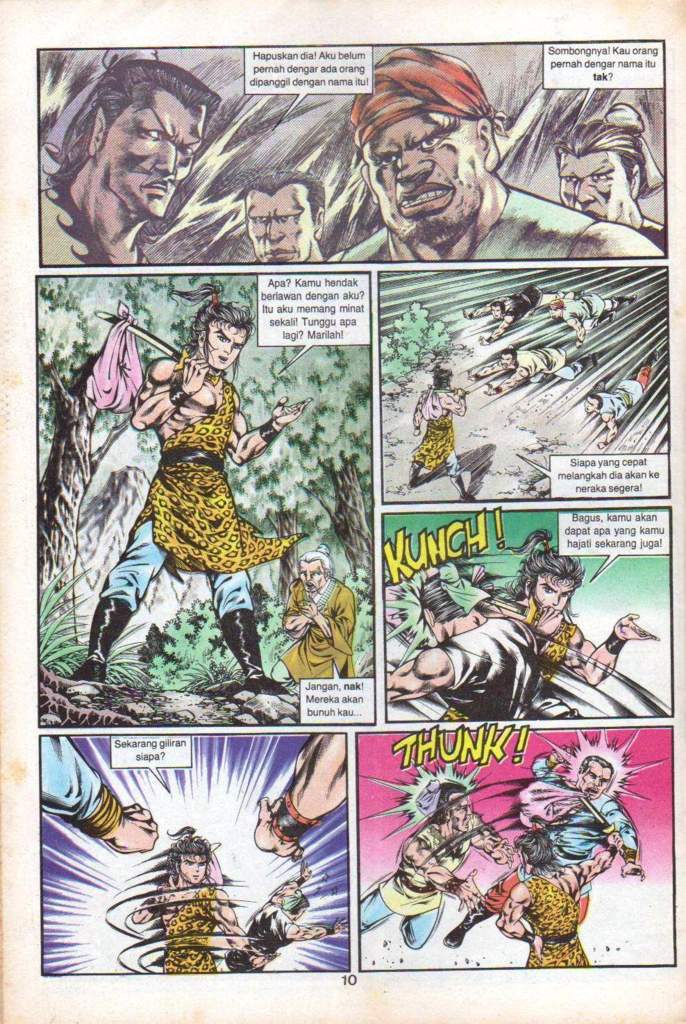 Hapuskan dia! Aku belum
pernah dengar ada orang
dipanggil dengan nama itu!
Sombongnya! Kau orang
pernah dengar nama itu
tak?
Apa? Kamu hendak
berlawan dengan aku?
Itu aku memang minat
sekali! Tunggu apa
lagi? Marilah!
Jangan, nak!
Mereka akan
bunuh kau...
Siapa yang cepat
melangkah dia akan ke
neraka segera!
KUNCH!
Bagus, kamu akan
dapat apa yang kamu
hajati sekarang juga!
Sekarang giliran
siapa?
THUNK!
10